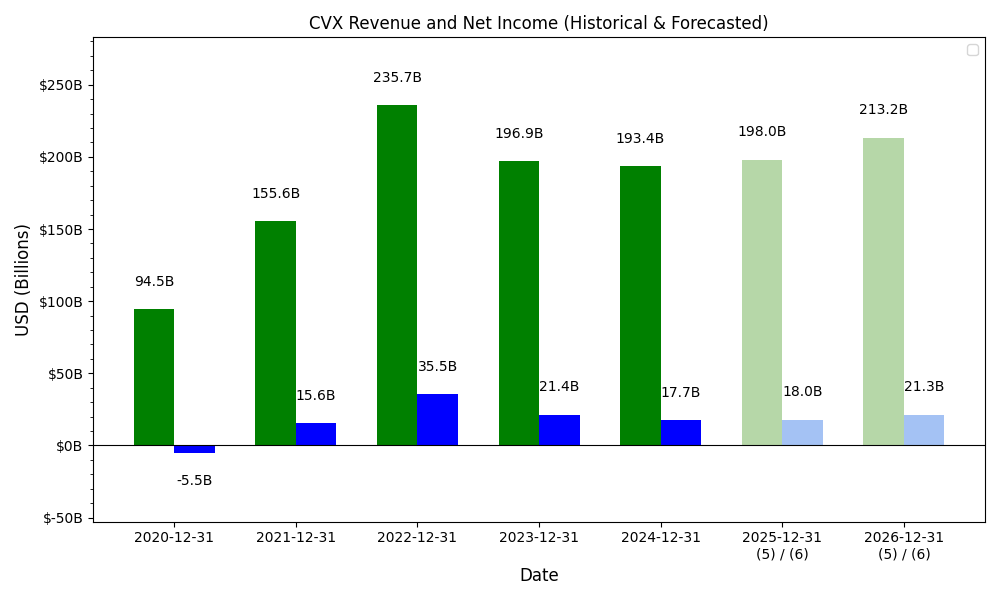 CVX Revenue and Net Income (Historical & Forecasted)
USD (Billions)
$250B
$200B
$150B
$100B
$50B
$0B
$-50B
94.5B
-5.5B
155.6B
15.6B
235.7B
35.5B
196.9B
21.4B
193.4B
17.7B
198.0B
18.0B
213.2B
21.3B
2020-12-31
2021-12-31
2022-12-31
2023-12-31
2024-12-31
2025-12-31
(5) / (6)
2026-12-31
(5) / (6)
Date